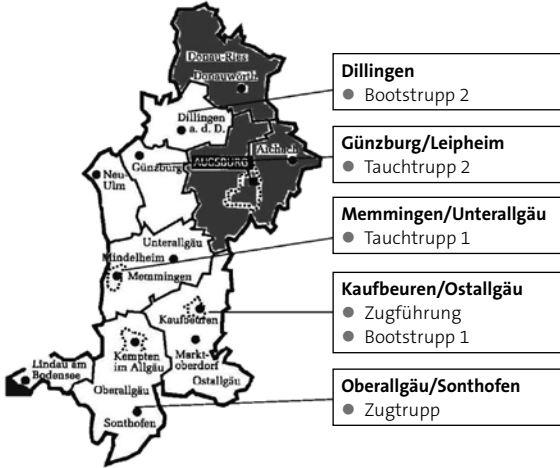 Donau-Ries
Donauwörth
Dillingen
a. d. D.
Günzburg
AUGSBURG
Aichach
Neu-
Ulm
Unterallgäu
Mindelheim
Memmingen
Kaufbeuren
Kempten
im Allgäu
Markt-
oberdorf
Lindau am
Bodensee
Oberallgäu
Ostallgäu
Sonthofen
Dillingen
● Bootstrupp 2
Günzburg/Leipheim
● Tauchtrupp 2
Memmingen/Unterallgäu
● Tauchtrupp 1
Kaufbeuren/Ostallgäu
● Zugführung
● Bootstrupp 1
Oberallgäu/Sonthofen
● Zugtrupp